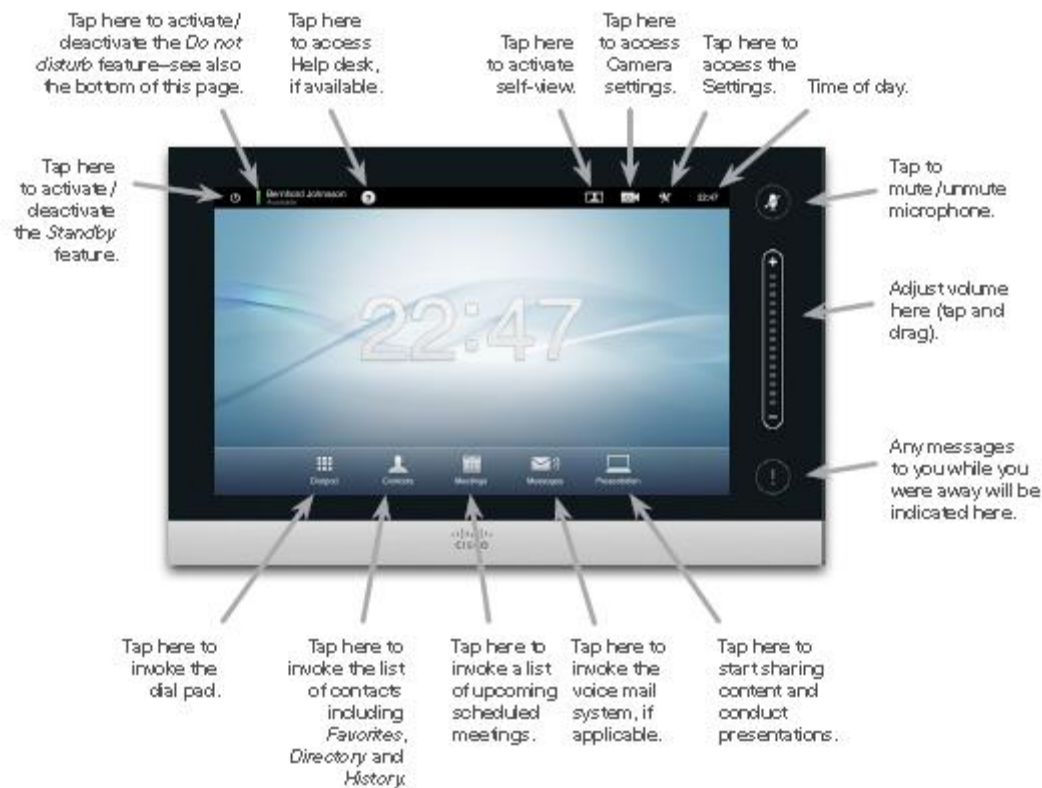 Tap here to activate/
deactivate the Do not
disturb feature–see also
the bottom of this page.
Tap here
to access
Help desk,
if available.
Tap here
to activate
self-view.
Tap here
to access
Camera
settings.
Tap here to
access the
Settings.
Time of day.
Tap here
to activate/
deactivate
the Standby
feature.
Bernhard Johnsson
Available
?
22:47
Tap to
mute/unmute
microphone.
+
22:47
Adjust volume
here (tap and
drag).
-
Dialpad
Contacts
Meetings
Messages
Presentation
!
Any messages
to you while you
were away will be
indicated here.
CISCO
Tap here to
invoke the
dial pad.
Tap here to
invoke the list
of contacts
including
Favorites,
Directory and
History.
Tap here to
invoke a list
of upcoming
scheduled
meetings.
Tap here to
invoke the
voice mail
system, if
applicable.
Tap here to
start sharing
content and
conduct
presentations.